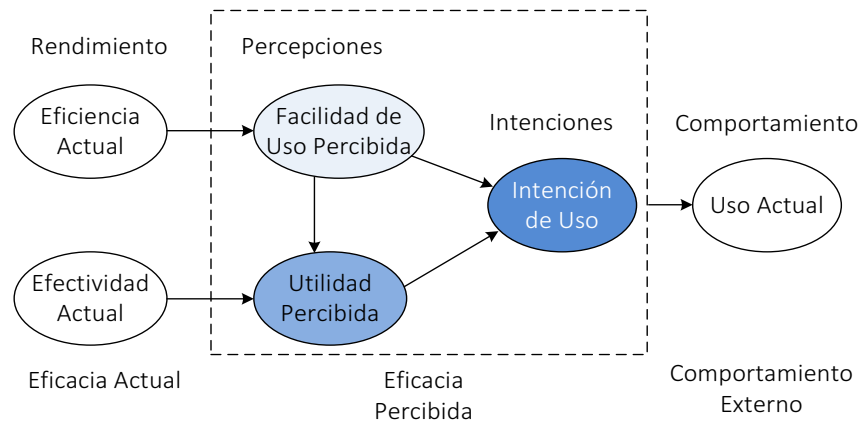 Rendimiento
Percepciones
Eficiencia
Actual
Facilidad de
Uso Percibida
Intenciones
Comportamiento
Intención
de Uso
Uso Actual
Efectividad
Actual
Utilidad
Percibida
Eficacia Actual
Eficacia
Percibida
Comportamiento
Externo